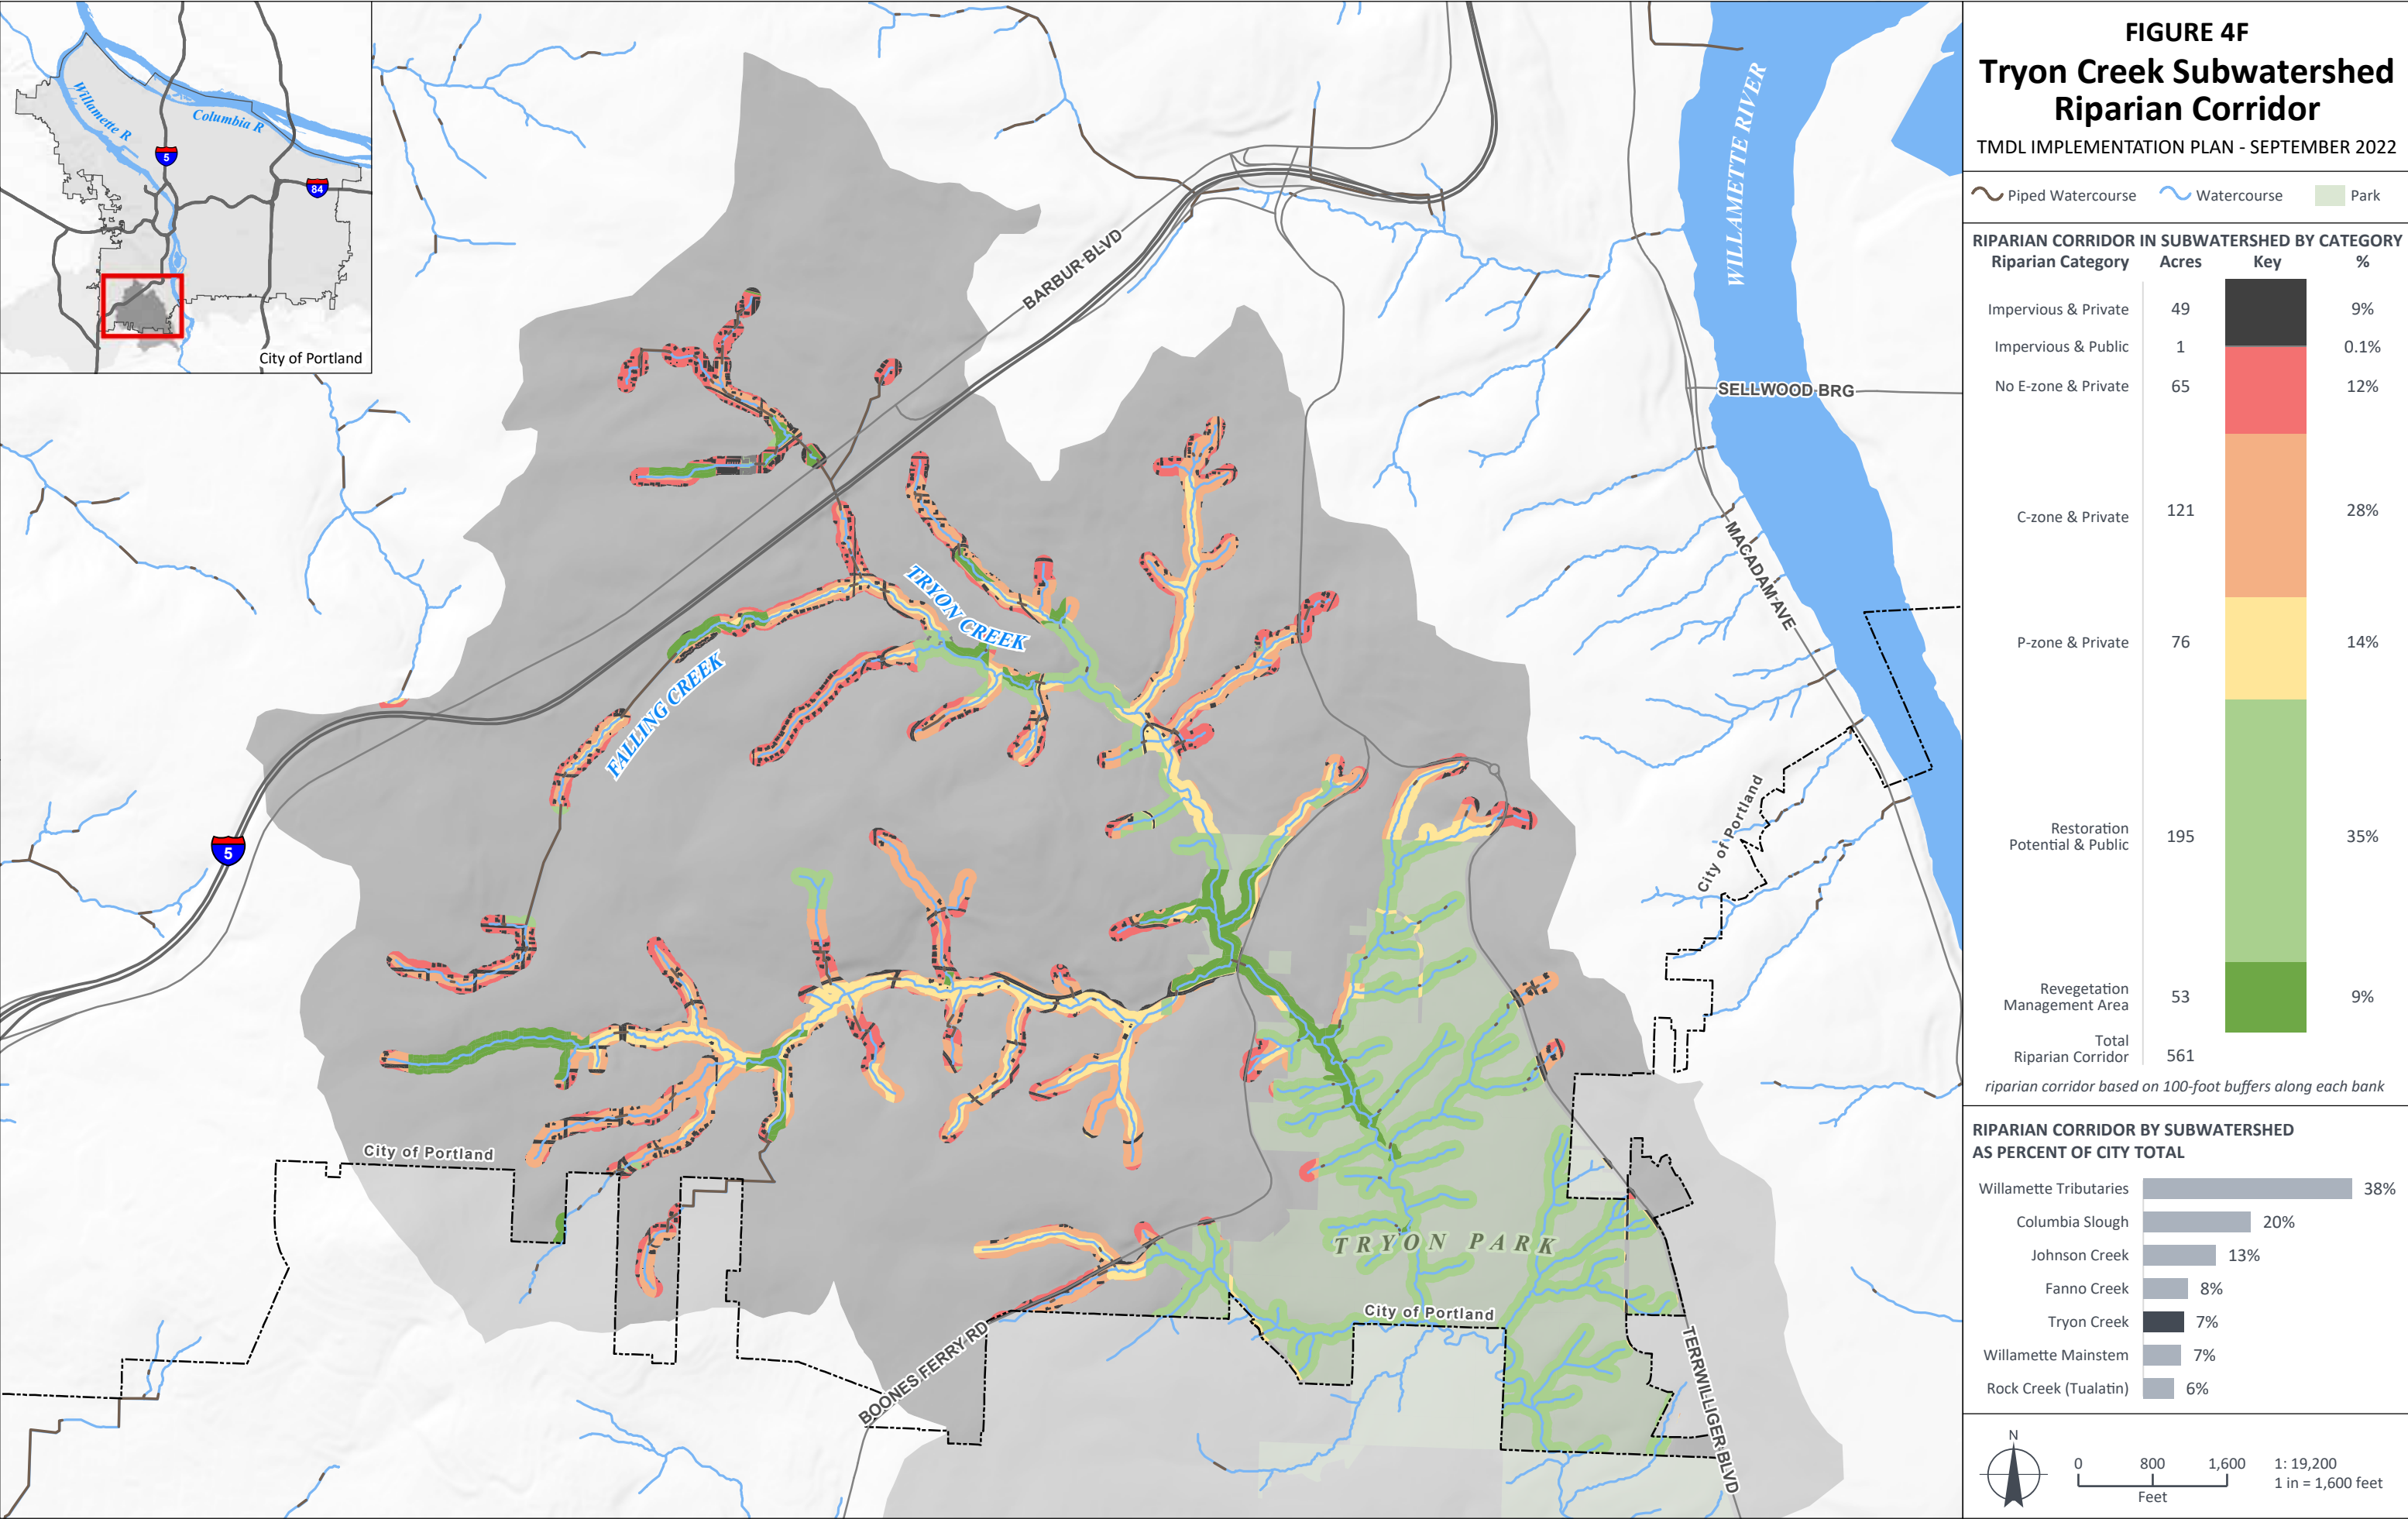 FIGURE 4F
Tryon Creek Subwatershed
Riparian Corridor
TMDL IMPLEMENTATION PLAN - SEPTEMBER 2022
Piped Watercourse Watercourse Park
RIPARIAN CORRIDOR IN SUBWATERSHED BY CATEGORY
Riparian Category Acres Key %
Impervious & Private 49 9%
Impervious & Public 1 0.1%
No E-zone & Private 65 12%
C-zone & Private 121 28%
P-zone & Private 76 14%
Restoration
Potential & Public 195 35%
Revegetation
Management Area 53 9%
Total
Riparian Corridor 561
riparian corridor based on 100-foot buffers along each bank
RIPARIAN CORRIDOR BY SUBWATERSHED
AS PERCENT OF CITY TOTAL
Willamette Tributaries 38%
Columbia Slough 20%
Johnson Creek 13%
Fanno Creek 8%
Tryon Creek 7%
Willamette Mainstem 7%
Rock Creek (Tualatin) 6%
N
0 800 1,600
Feet
1: 19,200
1 in = 1,600 feet
Willamette R
Columbia R
5
84
City of Portland
WILLAMETTE RIVER
BARBUR BLVD
SELLWOOD BRG
MACADAM AVE
TRYON CREEK
FALLING CREEK
5
City of Portland
City of Portland
TRYON PARK
City of Portland
BOONES FERRY RD
TERRWILLIGER BLVD